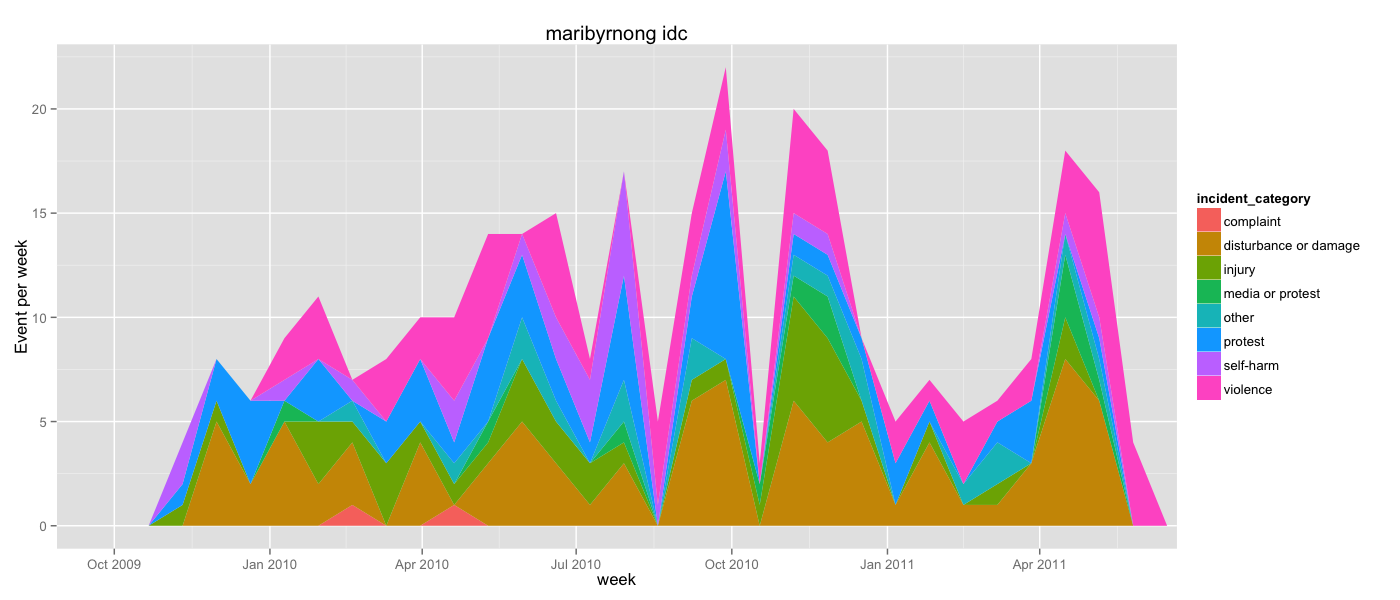 maribyrnong idc
Event per week
20
15
10
5
0
Oct 2009
Jan 2010
Apr 2010
Jul 2010
Oct 2010
Jan 2011
Apr 2011
week
incident_category
complaint
disturbance or damage
injury
media or protest
other
protest
self-harm
violence